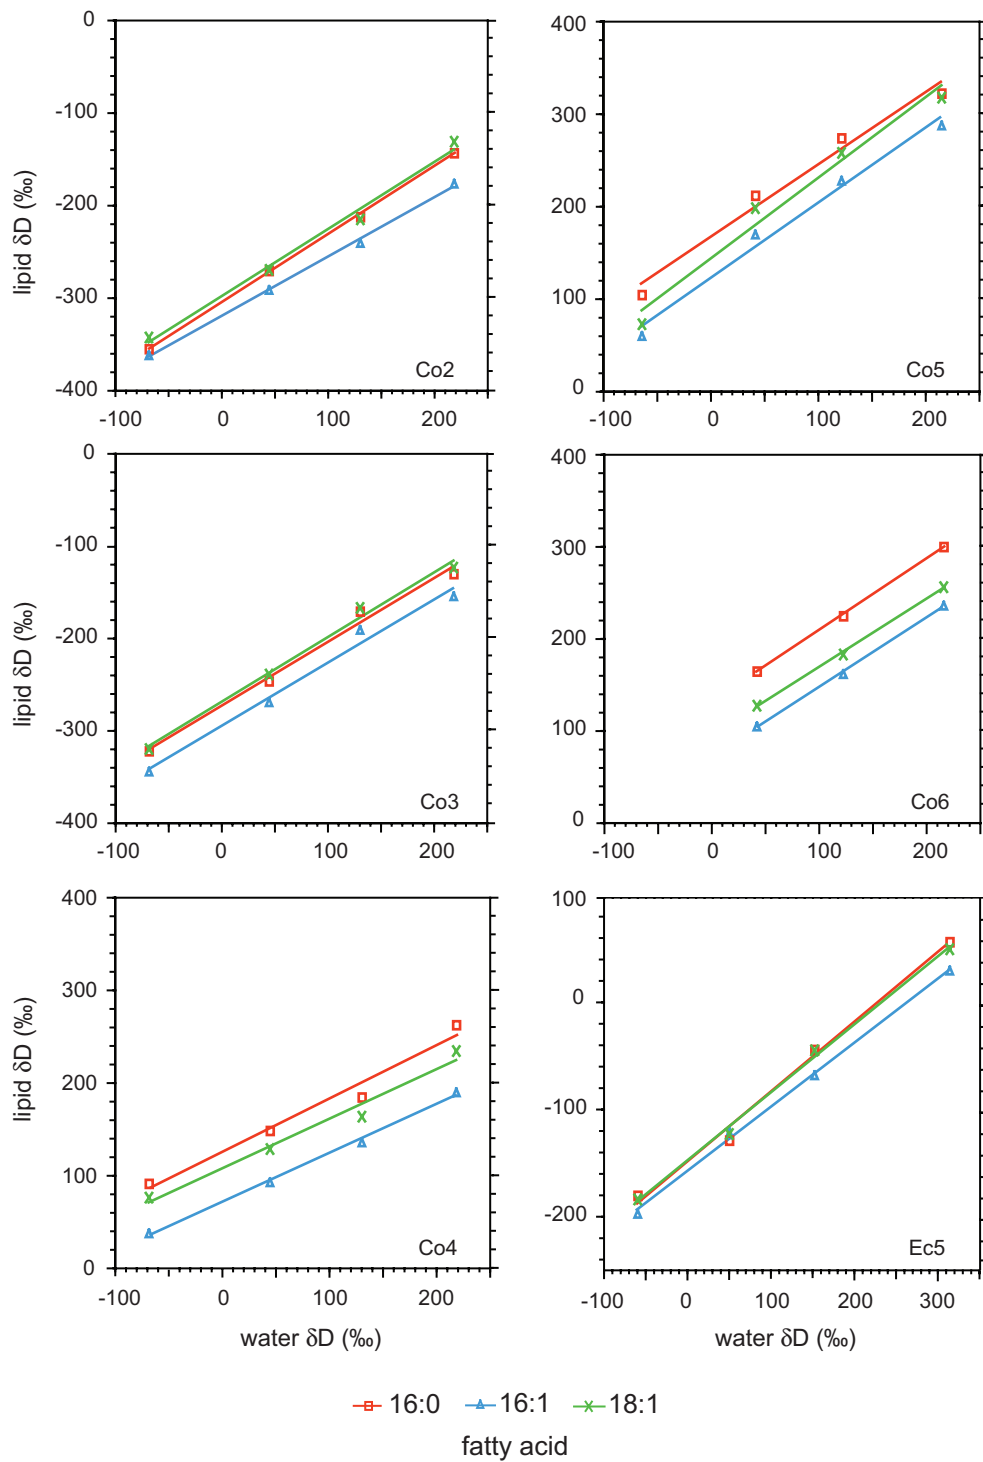 0
-100
-200
-300
-400
lipid δD (‰)
Co2
-100 0 100 200
400
300
200
100
0
Co5
-100 0 100 200
0
-100
-200
-300
-400
lipid δD (‰)
Co3
-100 0 100 200
400
300
200
100
0
Co6
-100 0 100 200
400
300
200
100
0
lipid δD (‰)
Co4
-100 0 100 200
water δD (‰)
100
0
-100
-200
Ec5
-100 0 100 200 300
water δD (‰)
16:0 16:1 18:1
fatty acid